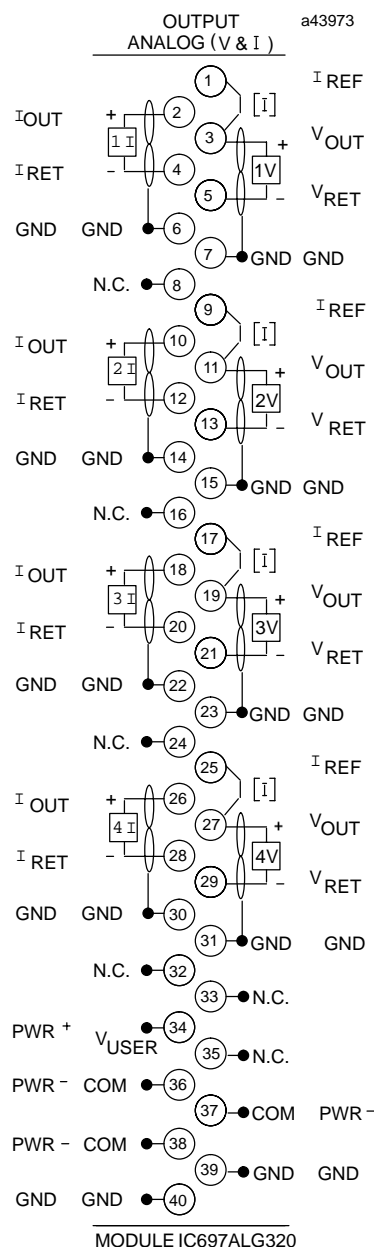 OUTPUT a43973
ANALOG (V & I)
1 I REF
[I]
I OUT + 2
1 I 3 + V OUT
I RET - 4 1V
5 - V RET
GND GND 6
7 GND GND
N.C. 8
9 I REF
[I]
I OUT + 10
2 I 11 + V OUT
I RET - 12 2V
13 - V RET
GND GND 14
15 GND GND
N.C. 16
17 I REF
[I]
I OUT + 18
3 I 19 + V OUT
I RET - 20 3V
21 - V RET
GND GND 22
23 GND GND
N.C. 24
25 I REF
[I]
I OUT + 26
4 I 27 + V OUT
I RET - 28 4V
29 - V RET
GND GND 30
31 GND GND
N.C. 32
33 N.C.
PWR + V USER 34
35 N.C.
PWR - COM 36
37 COM PWR -
PWR - COM 38
39 GND GND
GND GND 40
MODULE IC697ALG320